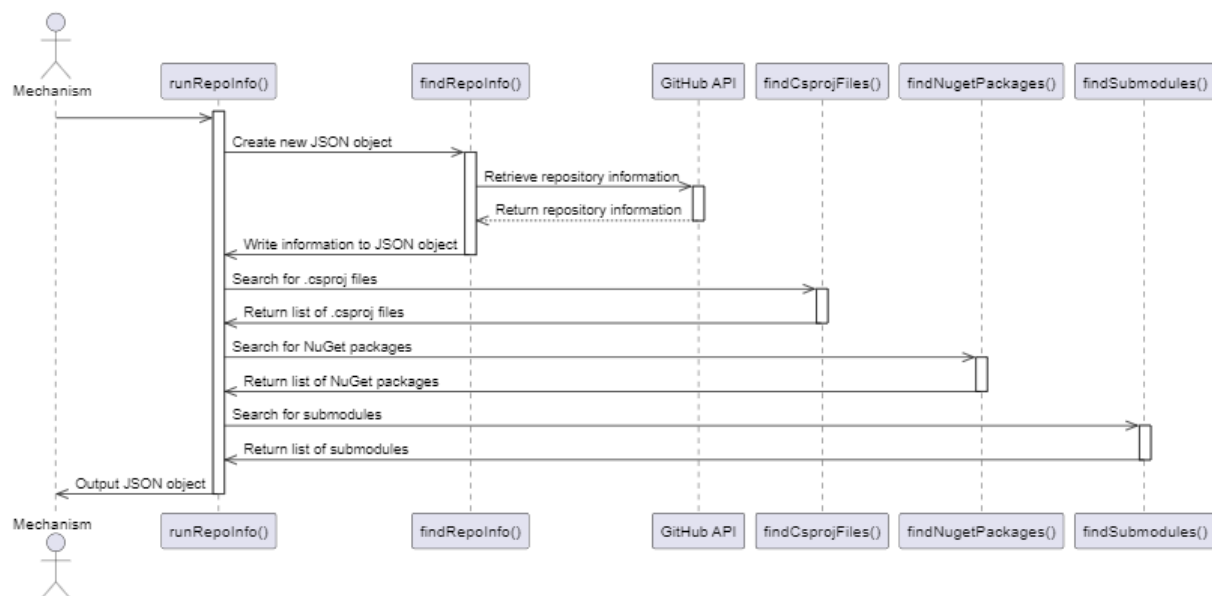 Mechanism
runRepoInfo()
findRepoInfo()
GitHub API
findCsprojFiles()
findNugetPackages()
findSubmodules()
Create new JSON object
Retrieve repository information
Return repository information
Write information to JSON object
Search for .csproj files
Return list of .csproj files
Search for NuGet packages
Return list of NuGet packages
Search for submodules
Return list of submodules
Output JSON object
Mechanism
runRepoInfo()
findRepoInfo()
GitHub API
findCsprojFiles()
findNugetPackages()
findSubmodules()